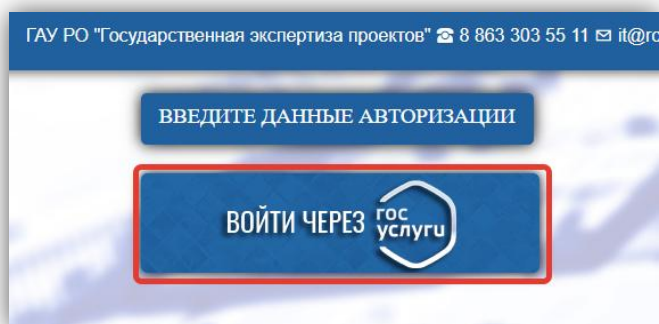 ГАУ РО "Государственная экспертиза проектов" ☎ 8 863 303 55 11 ✉ it@ro
ВВЕДИТЕ ДАННЫЕ АВТОРИЗАЦИИ
ВОЙТИ ЧЕРЕЗ гос
услуги